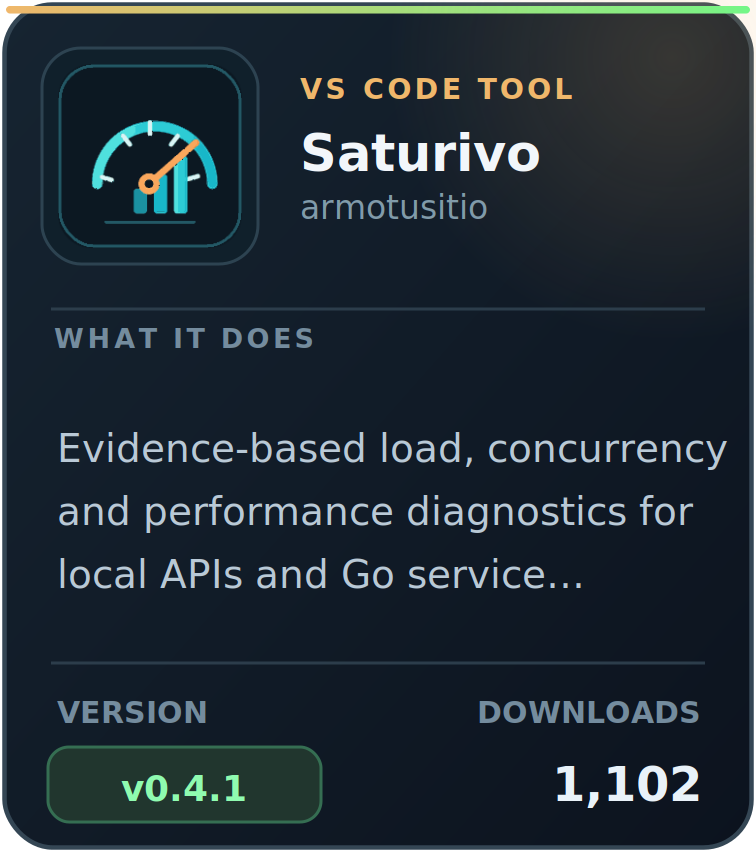 VS CODE TOOL
Saturivo
armotusitio
WHAT IT DOES
Evidence-based load, concurrency
and performance diagnostics for
local APIs and Go service...
VERSION
DOWNLOADS
v0.4.1
1,102